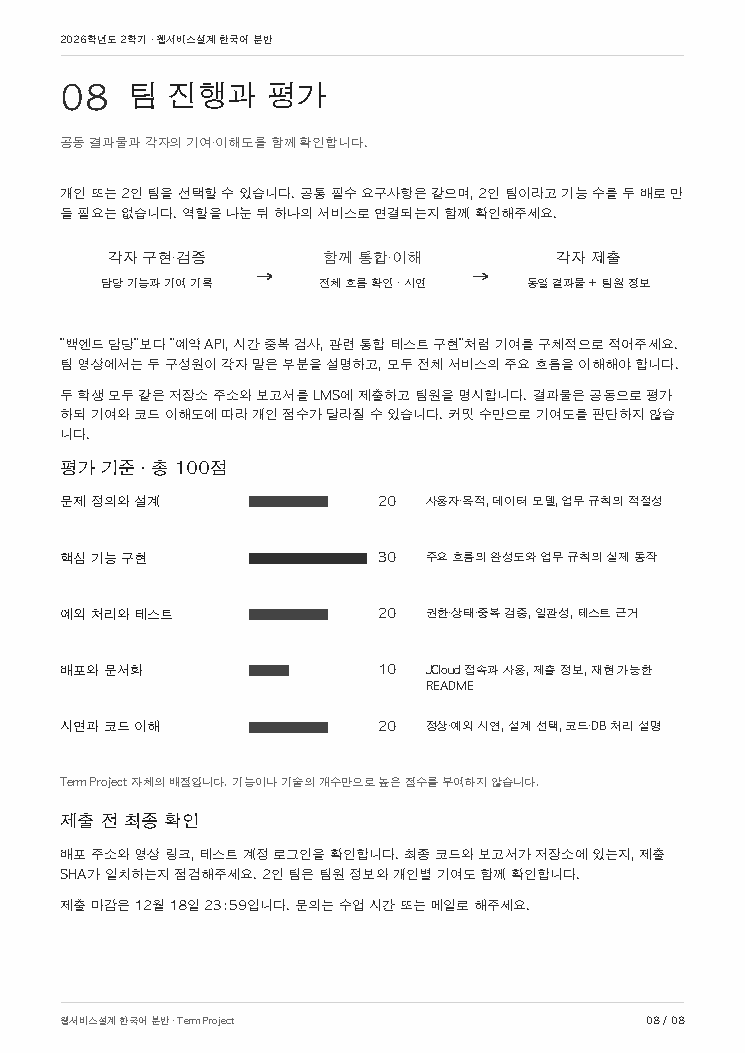 2026학년도 2학기 · 웹서비스설계 한국어 분반
08 팀 진행과 평가
공동 결과물과 각자의 기여·이해도를 함께 확인합니다.
개인 또는 2인 팀을 선택할 수 있습니다. 공통 필수 요구사항은 같으며, 2인 팀이라고 기능 수를 두 배로 만
들 필요는 없습니다. 역할을 나눈 뒤 하나의 서비스로 연결되는지 함께 확인해주세요.
각자 구현·검증 → 함께 통합·이해 → 각자 제출
담당 기능과 기여 기록 전체 흐름 확인 · 시연 동일 결과물 + 팀원 정보
"백엔드 담당"보다 "예약 API, 시간 중복 검사, 관련 통합 테스트 구현"처럼 기여를 구체적으로 적어주세요.
팀 영상에서는 두 구성원이 각자 맡은 부분을 설명하고, 모두 전체 서비스의 주요 흐름을 이해해야 합니다.
두 학생 모두 같은 저장소 주소와 보고서를 LMS에 제출하고 팀원을 명시합니다. 결과물은 공동으로 평가
하되 기여와 코드 이해도에 따라 개인 점수가 달라질 수 있습니다. 커밋 수만으로 기여도를 판단하지 않습
니다.
평가 기준 · 총 100점
문제 정의와 설계 20 사용자·목적, 데이터 모델, 업무 규칙의 적절성
핵심 기능 구현 30 주요 흐름의 완성도와 업무 규칙의 실제 동작
예외 처리와 테스트 20 권한·상태·중복 검증, 일관성, 테스트 근거
배포와 문서화 10 JCloud 접속과 사용, 제출 정보, 재현 가능한
README
시연과 코드 이해 20 정상·예외 시연, 설계 선택, 코드·DB 처리 설명
Term Project 자체의 배점입니다. 기능이나 기술의 개수만으로 높은 점수를 부여하지 않습니다.
제출 전 최종 확인
배포 주소와 영상 링크, 테스트 계정 로그인을 확인합니다. 최종 코드와 보고서가 저장소에 있는지, 제출
SHA가 일치하는지 점검해주세요. 2인 팀은 팀원 정보와 개인별 기여도 함께 확인합니다.
제출 마감은 12월 18일 23:59입니다. 문의는 수업 시간 또는 메일로 해주세요.
웹서비스설계 한국어 분반 · Term Project 08 / 08